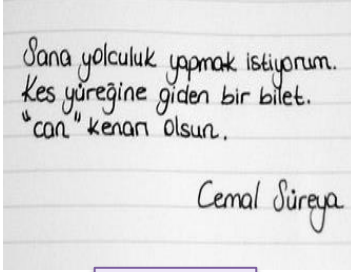 Sana yolculuk yapmak istiyorum.
Kes yüreğine giden bir bilet.
"can" kenarı olsun.
Cemal Süreya